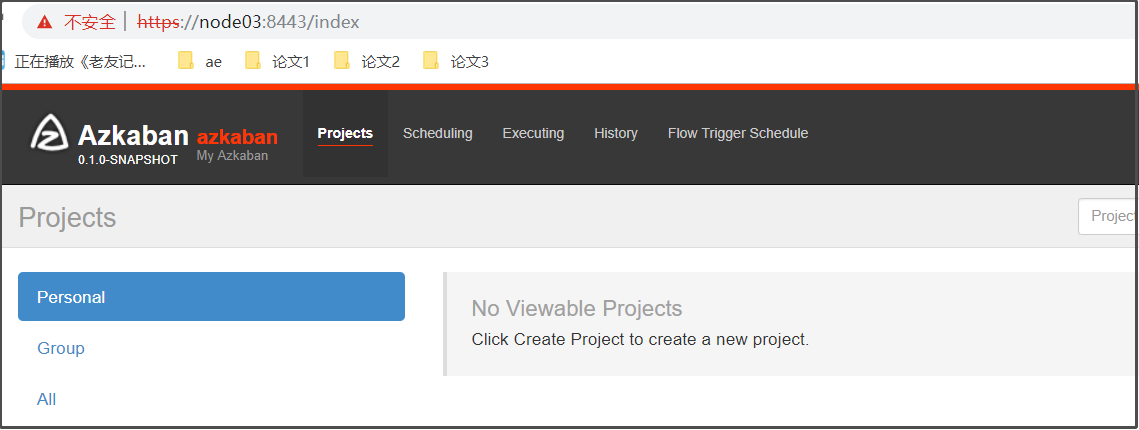 不安全 | https://node03:8443/index
正在播放《老友记... ae 论文1 论文2 论文3
Azkaban azkaban Projects Scheduling Executing History Flow Trigger Schedule
0.1.0-SNAPSHOT My Azkaban
Projects Project
Personal
No Viewable Projects
Click Create Project to create a new project.
Group
All